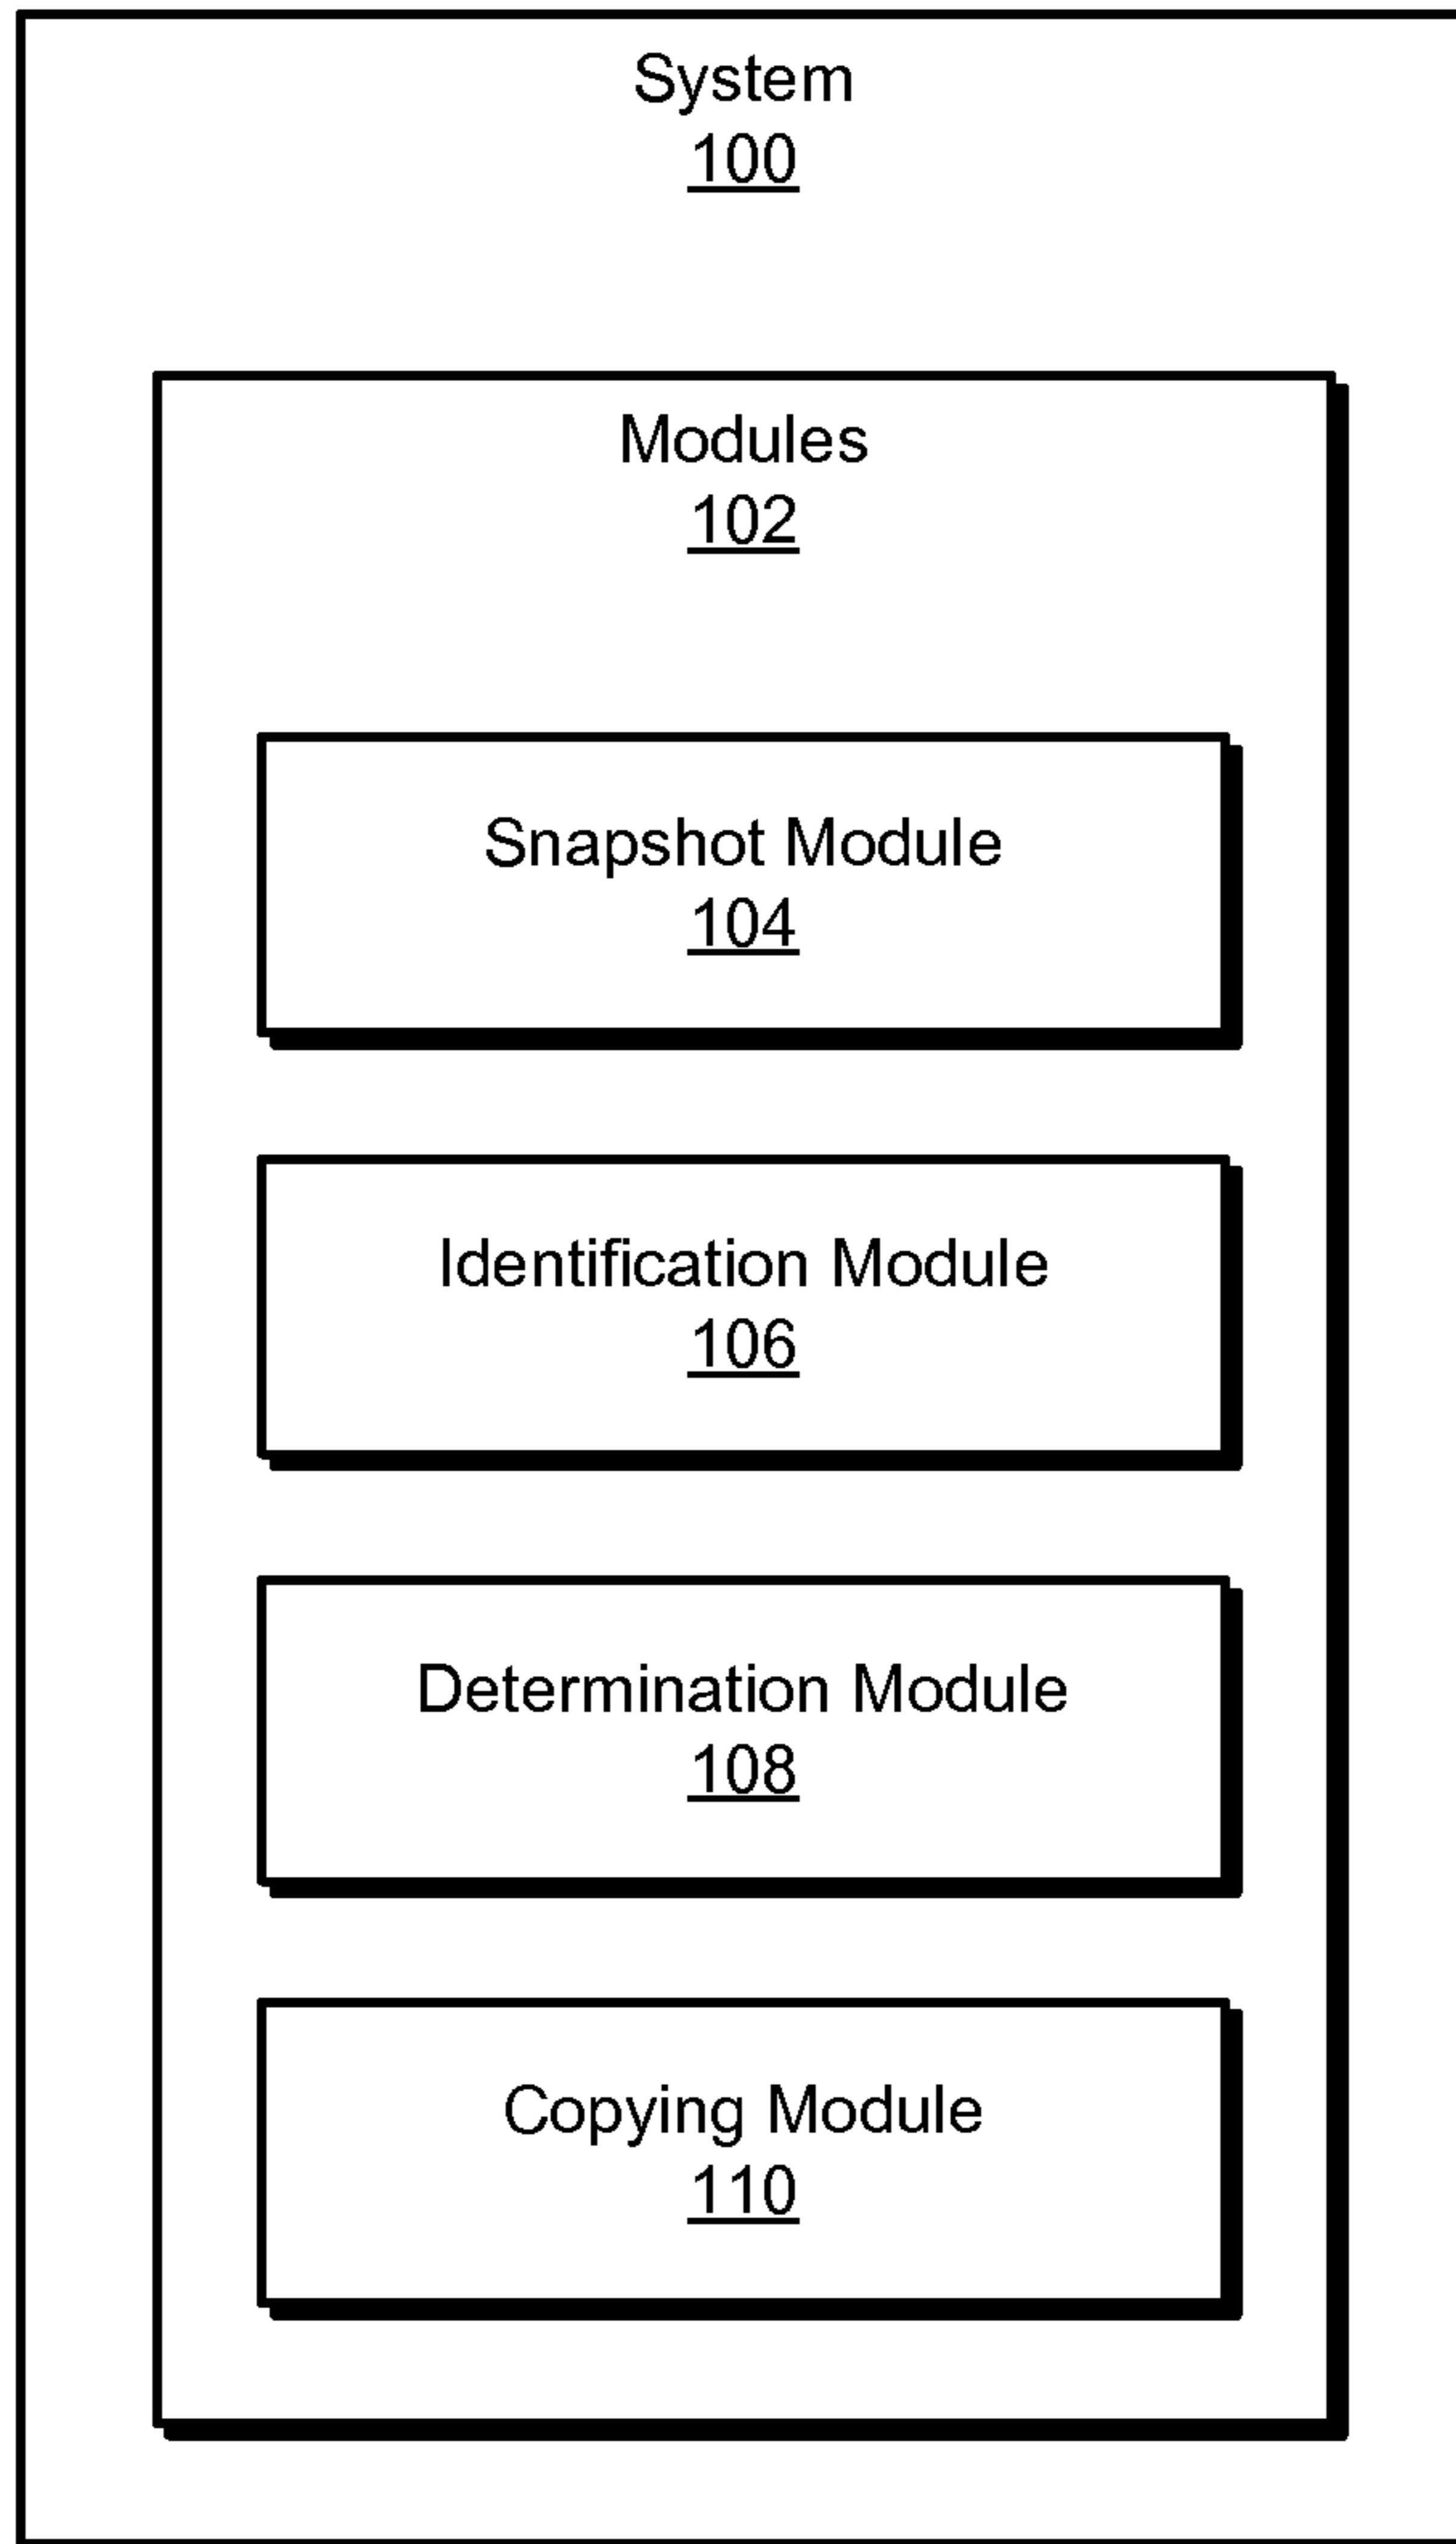 System
100
Modules
102
Snapshot Module
104
Identification Module
106
Determination Module
108
Copying Module
110